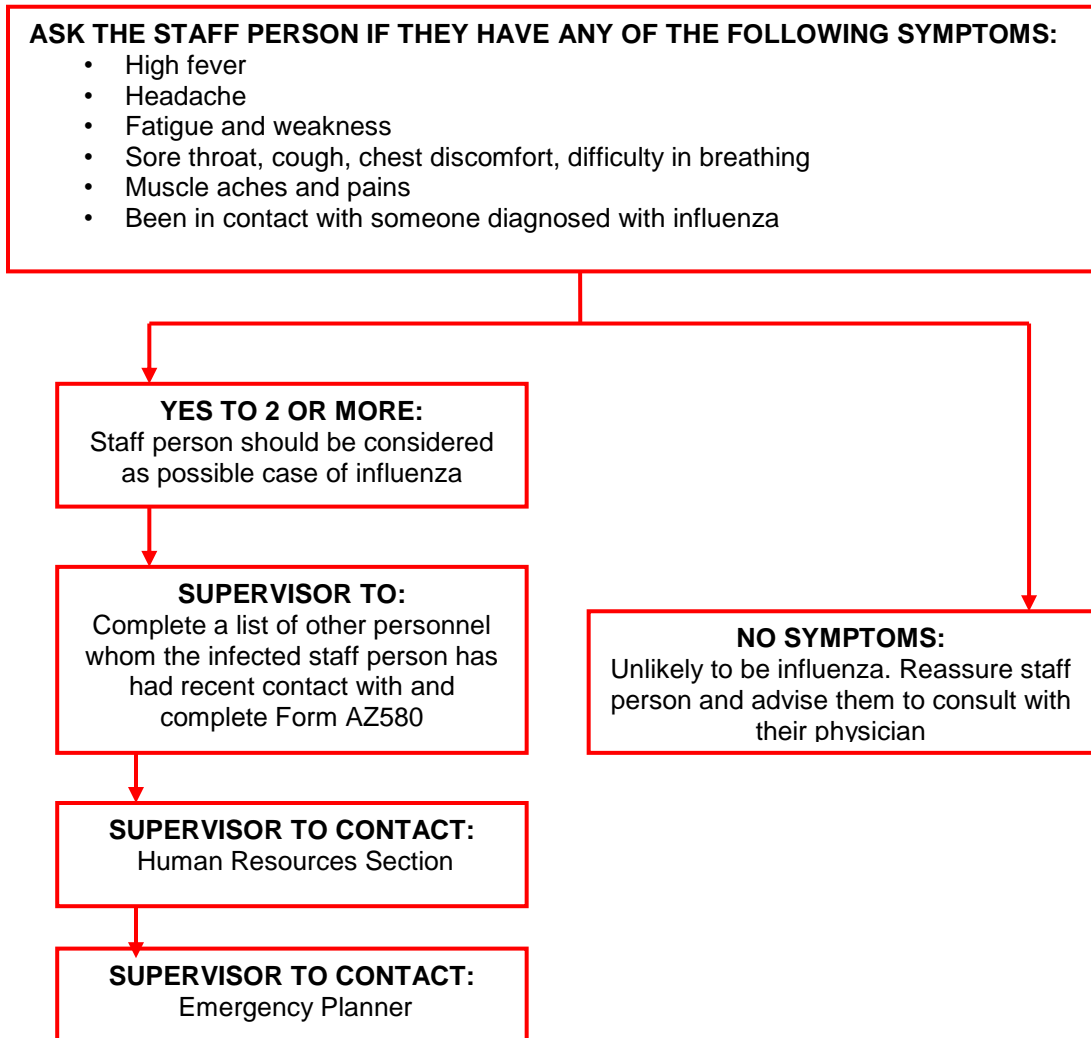 ASK THE STAFF PERSON IF THEY HAVE ANY OF THE FOLLOWING SYMPTOMS:
• High fever
• Headache
• Fatigue and weakness
• Sore throat, cough, chest discomfort, difficulty in breathing
• Muscle aches and pains
• Been in contact with someone diagnosed with influenza
YES TO 2 OR MORE:
Staff person should be considered
as possible case of influenza
SUPERVISOR TO:
Complete a list of other personnel
whom the infected staff person has
had recent contact with and
complete Form AZ580
NO SYMPTOMS:
Unlikely to be influenza. Reassure staff
person and advise them to consult with
their physician
SUPERVISOR TO CONTACT:
Human Resources Section
SUPERVISOR TO CONTACT:
Emergency Planner